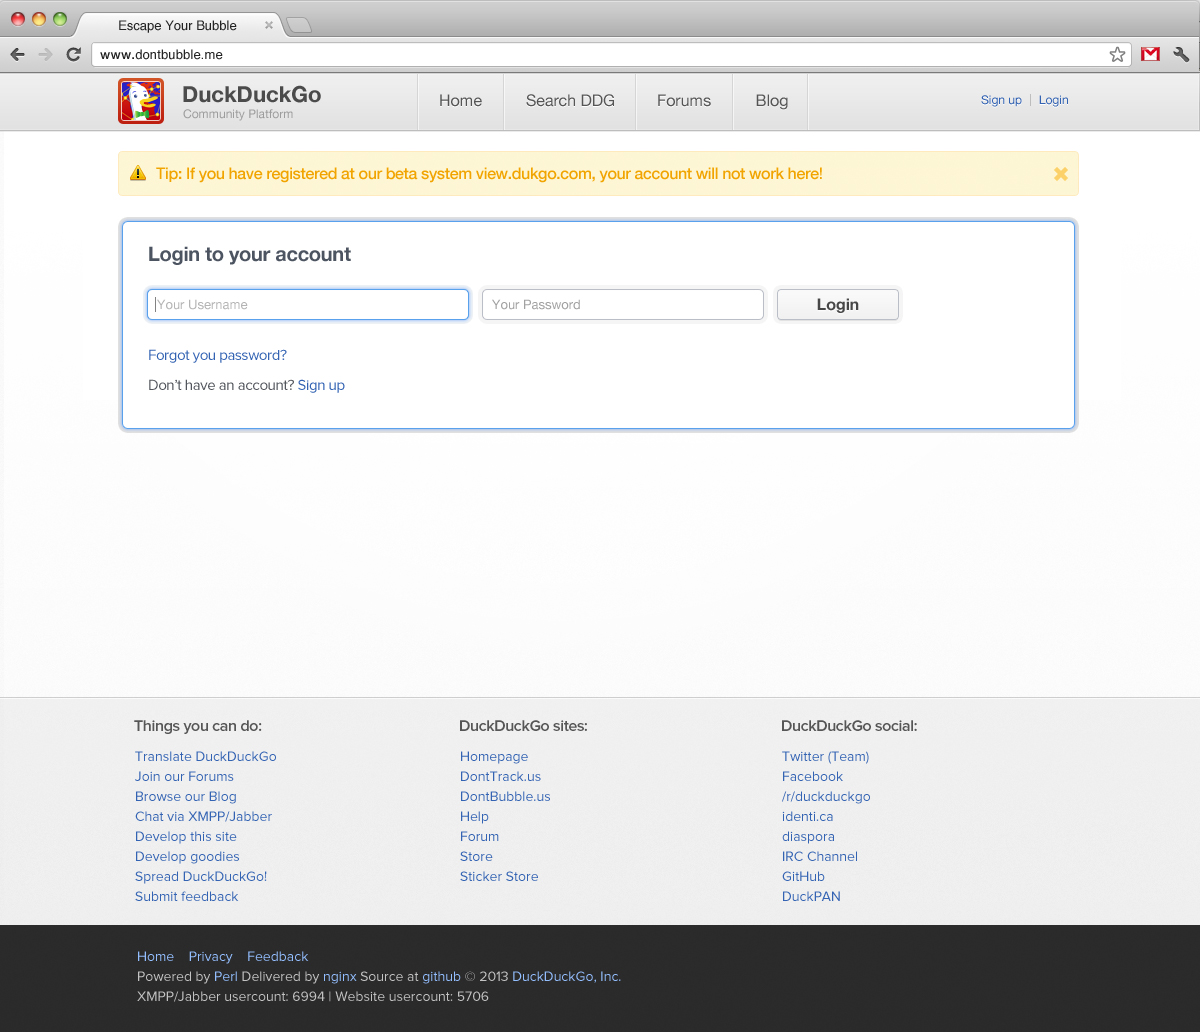 Escape Your Bubble
www.dontbubble.me
DuckDuckGo
Community Platform
Home Search DDG Forums Blog Sign up | Login
Tip: If you have registered at our beta system view.dukgo.com, your account will not work here!
Login to your account
Your Username Your Password Login
Forgot you password?
Don't have an account? Sign up
Things you can do:
Translate DuckDuckGo
Join our Forums
Browse our Blog
Chat via XMPP/Jabber
Develop this site
Develop goodies
Spread DuckDuckGo!
Submit feedback
DuckDuckGo sites:
Homepage
DontTrack.us
DontBubble.us
Help
Forum
Store
Sticker Store
DuckDuckGo social:
Twitter (Team)
Facebook
/r/duckduckgo
identi.ca
diaspora
IRC Channel
GitHub
DuckPAN
Home Privacy Feedback
Powered by Perl Delivered by nginx Source at github © 2013 DuckDuckGo, Inc.
XMPP/Jabber usercount: 6994 | Website usercount: 5706